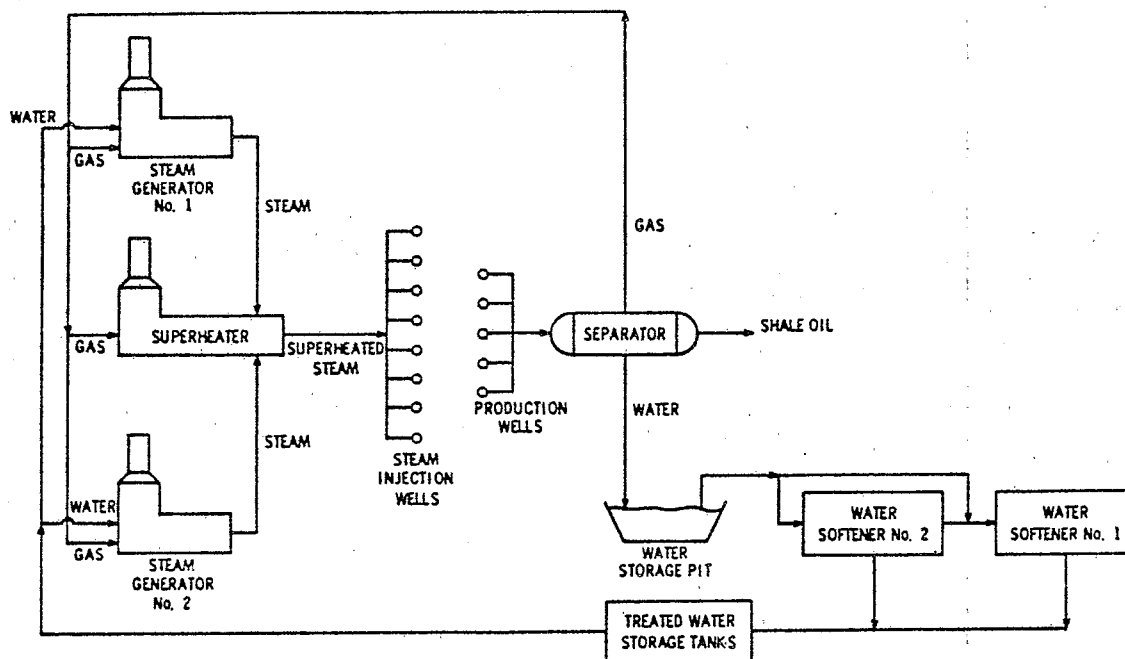 WATER
GAS
STEAM
GENERATOR
No. 1
STEAM
GAS
SUPERHEATER
GAS
SUPERHEATED
STEAM
SEPARATOR
SHALE OIL
PRODUCTION
WELLS
WATER
STEAM
STEAM
INJECTION
WELLS
WATER
GAS
STEAM
GENERATOR
No. 2
WATER
STORAGE PIT
WATER
SOFTENER No. 2
WATER
SOFTENER No. 1
TREATED WATER
STORAGE TANKS